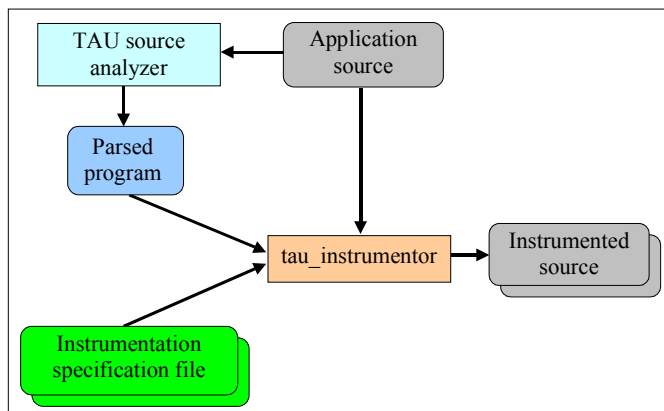 TAU source
analyzer
Application
source
Parsed
program
tau_instrumentor
Instrumented
source
Instrumentation
specification file